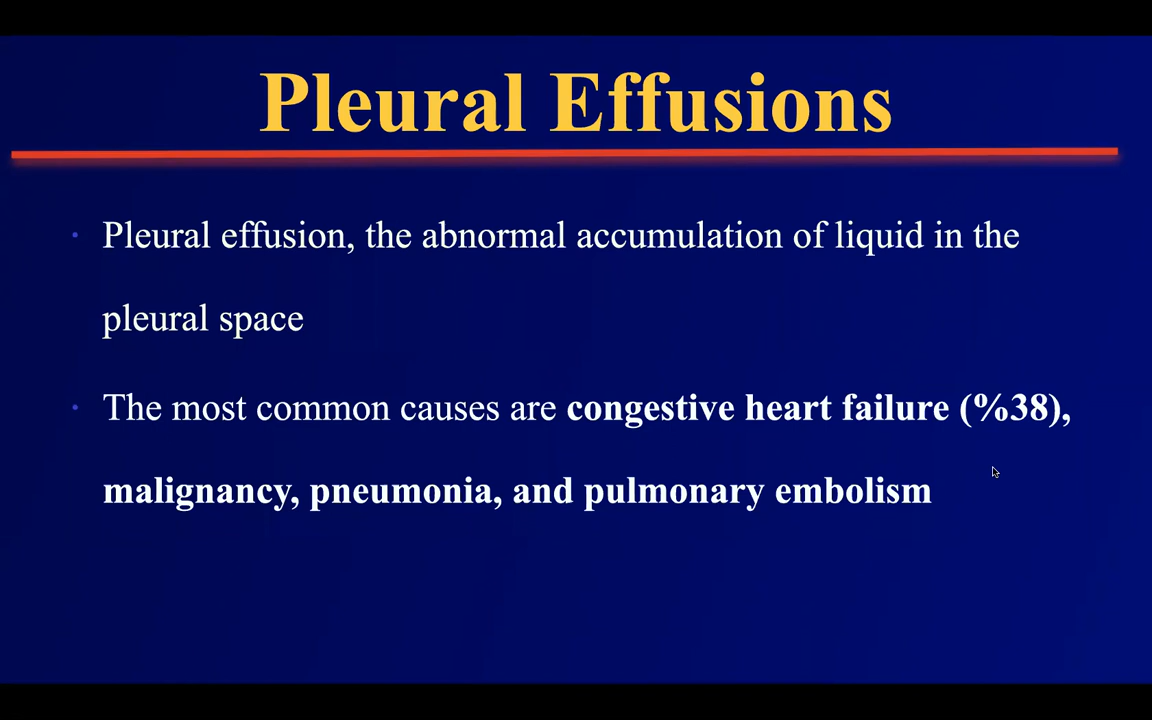 Pleural Effusions
• Pleural effusion, the abnormal accumulation of liquid in the
pleural space
• The most common causes are congestive heart failure (%38),
malignancy, pneumonia, and pulmonary embolism